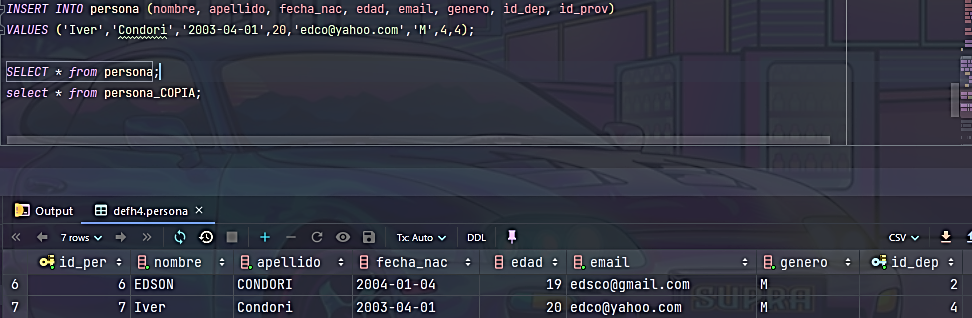 INSERT INTO persona (nombre, apellido, fecha_nac, edad, email, genero, id_dep, id_prov)
VALUES ('Iver','Condori','2003-04-01',20,'edco@yahoo.com','M',4,4);
SELECT * from persona;
select * from persona_COPIA;
Output defh4.persona
7 rows Tx: Auto DDL CSV
id_per nombre apellido fecha_nac edad email genero id_dep
6 6 EDSON CONDORI 2004-01-04 19 edsco@gmail.com M 2
7 7 Iver Condori 2003-04-01 20 edco@yahoo.com M 4
SUPRA